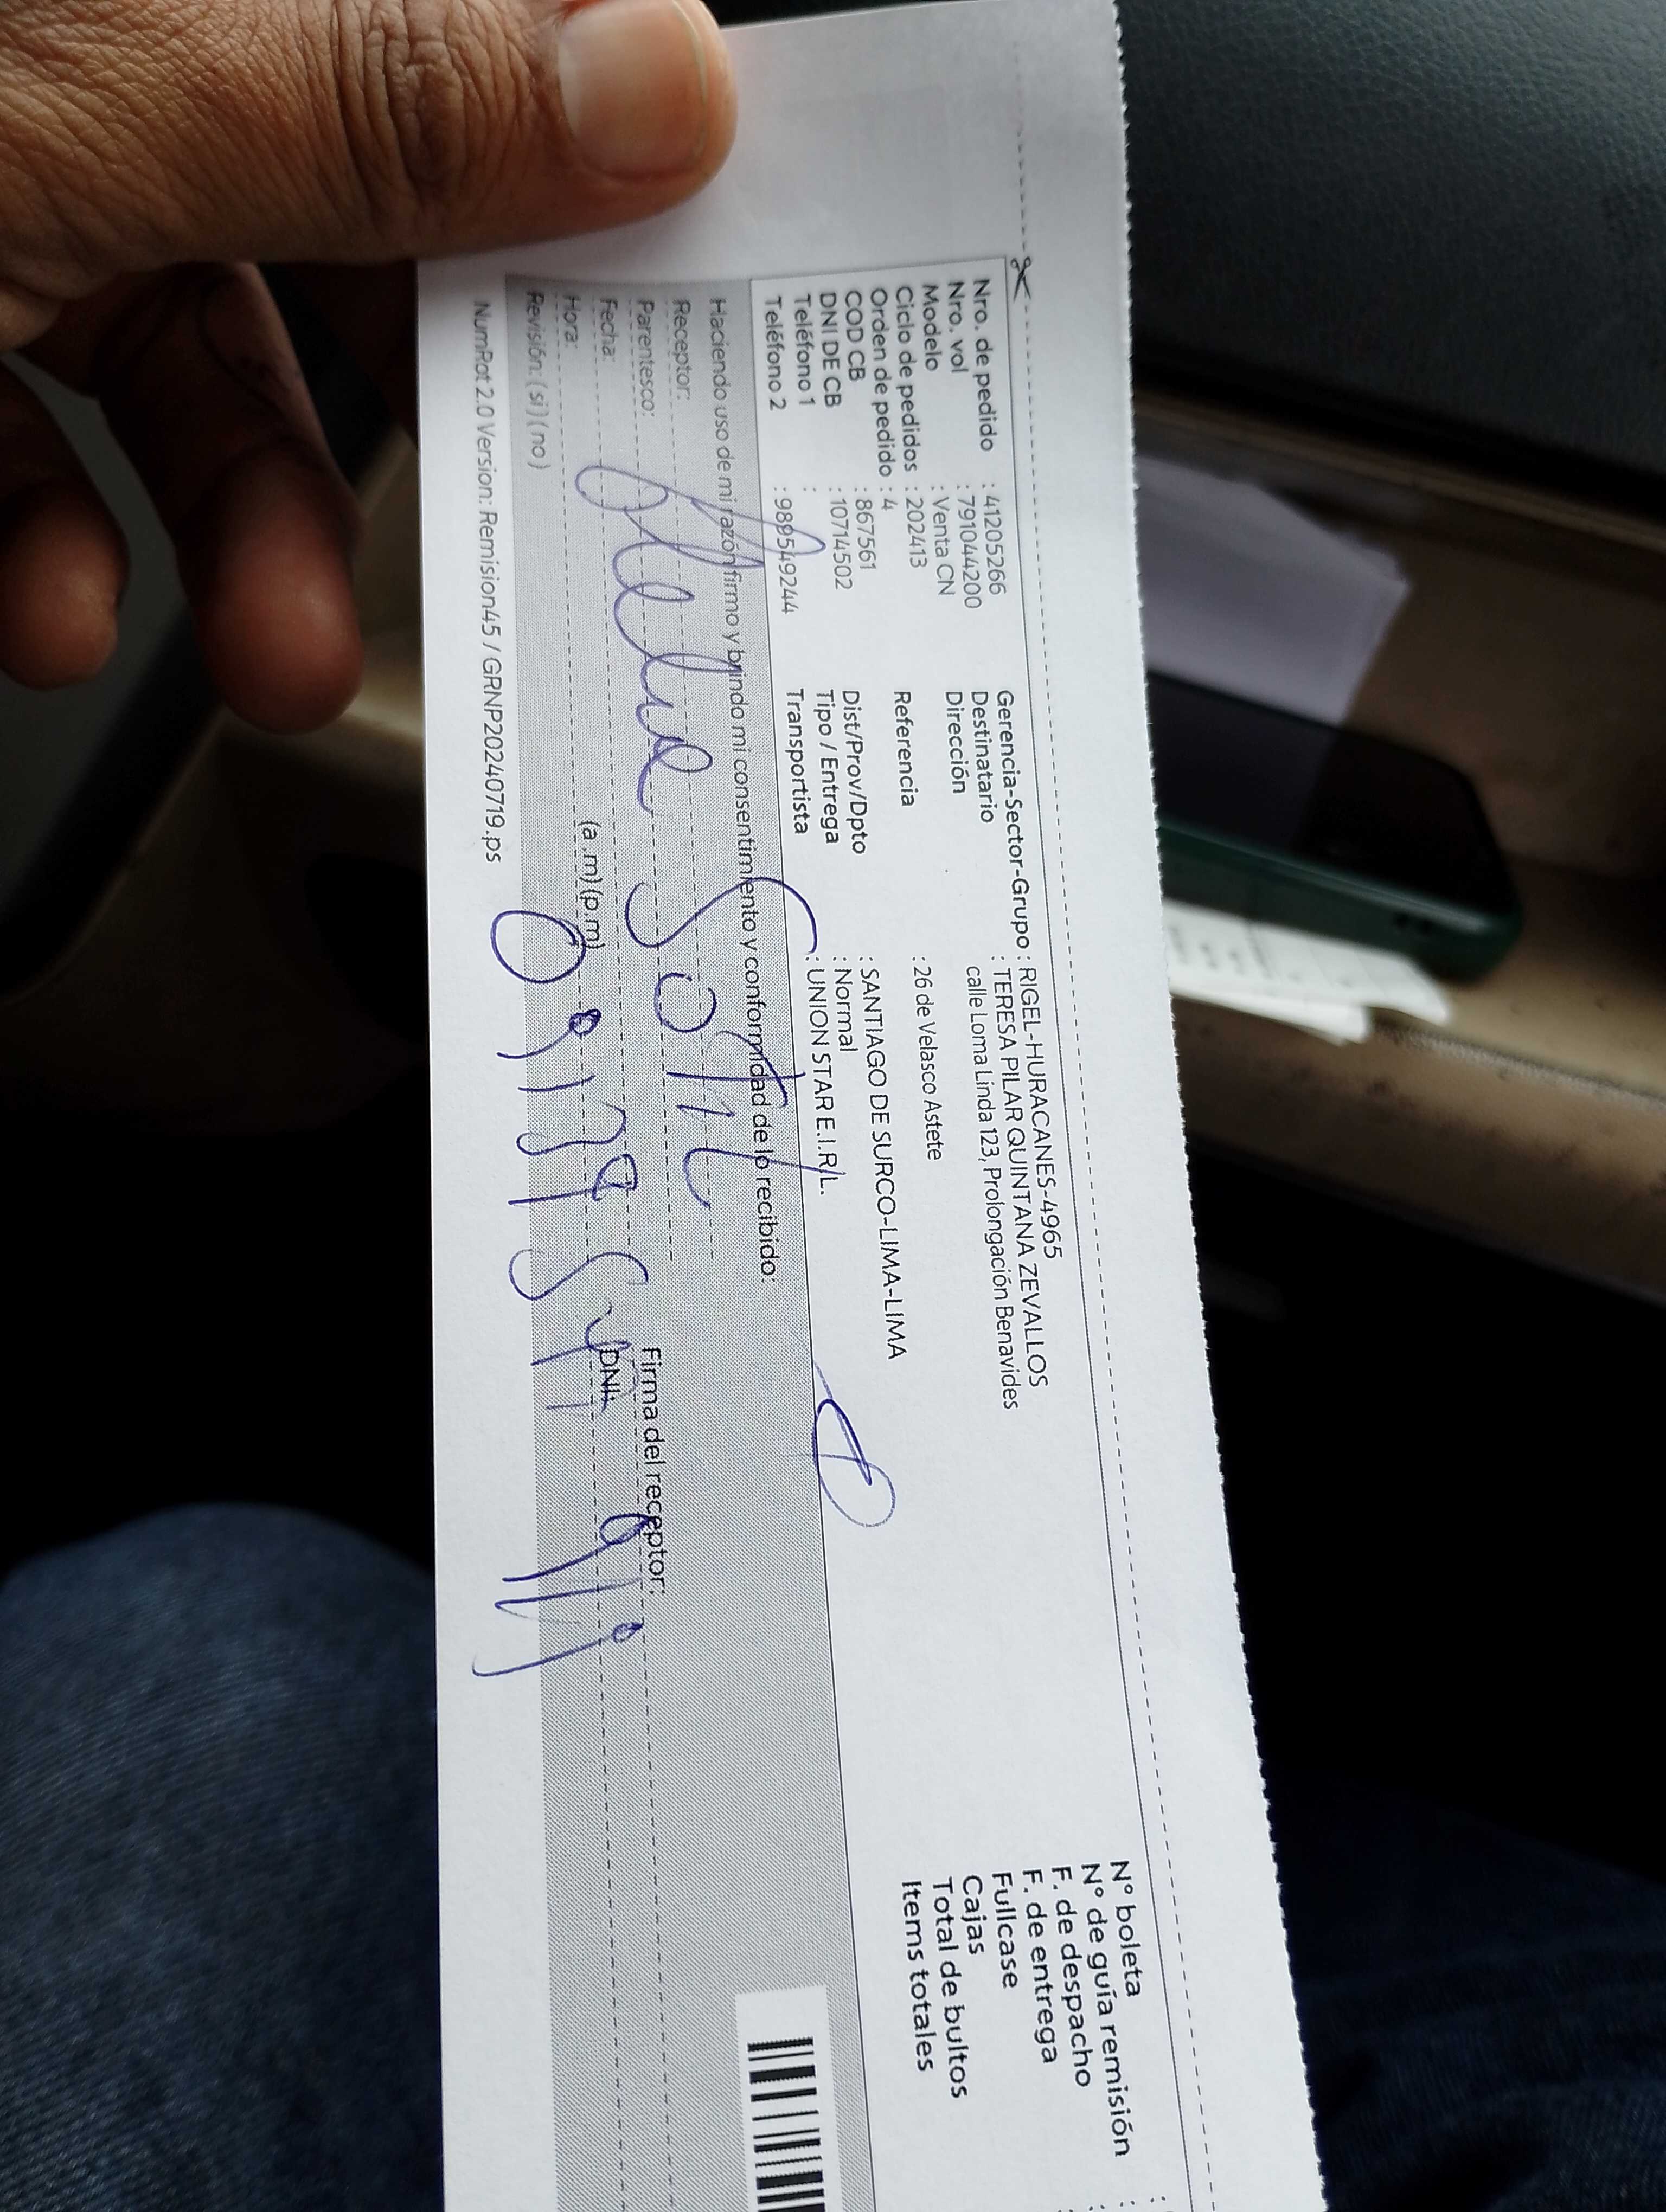 Nro. de pedido : 41205266
Nro. vol : 791044200
Modelo : Venta CN
Ciclo de pedidos : 202413
Orden de pedido : 4
COD CB : 867561
DNI DE CB : 10714502
Teléfono 1 :
Teléfono 2 : 989549244
Gerencia-Sector-Grupo : RIGEL-HURACANES-4965
Destinatario : TERESA PILAR QUINTANA ZEVALLOS
Dirección calle Loma Linda 123, Prolongación Benavides
Referencia : 26 de Velasco Astete
Dist/Prov/Dpto : SANTIAGO DE SURCO-LIMA-LIMA
Tipo / Entrega : Normal
Transportista : UNION STAR E.I.R.L.
N° boleta :
N° de guía remisión :
F. de despacho :
F. de entrega :
Fullcase
Cajas
Total de bultos
Items totales
Haciendo uso de mi razón firmo y brindo mi consentimiento y conformidad de lo recibido:
Receptor:
Parentesco:
Fecha:
Hora: (a.m) (p.m)
Revisión: (si) (no)
Firma del receptor:
DNI:
NumRot 2.0 Version: Remision45 / GRNP20240719.ps